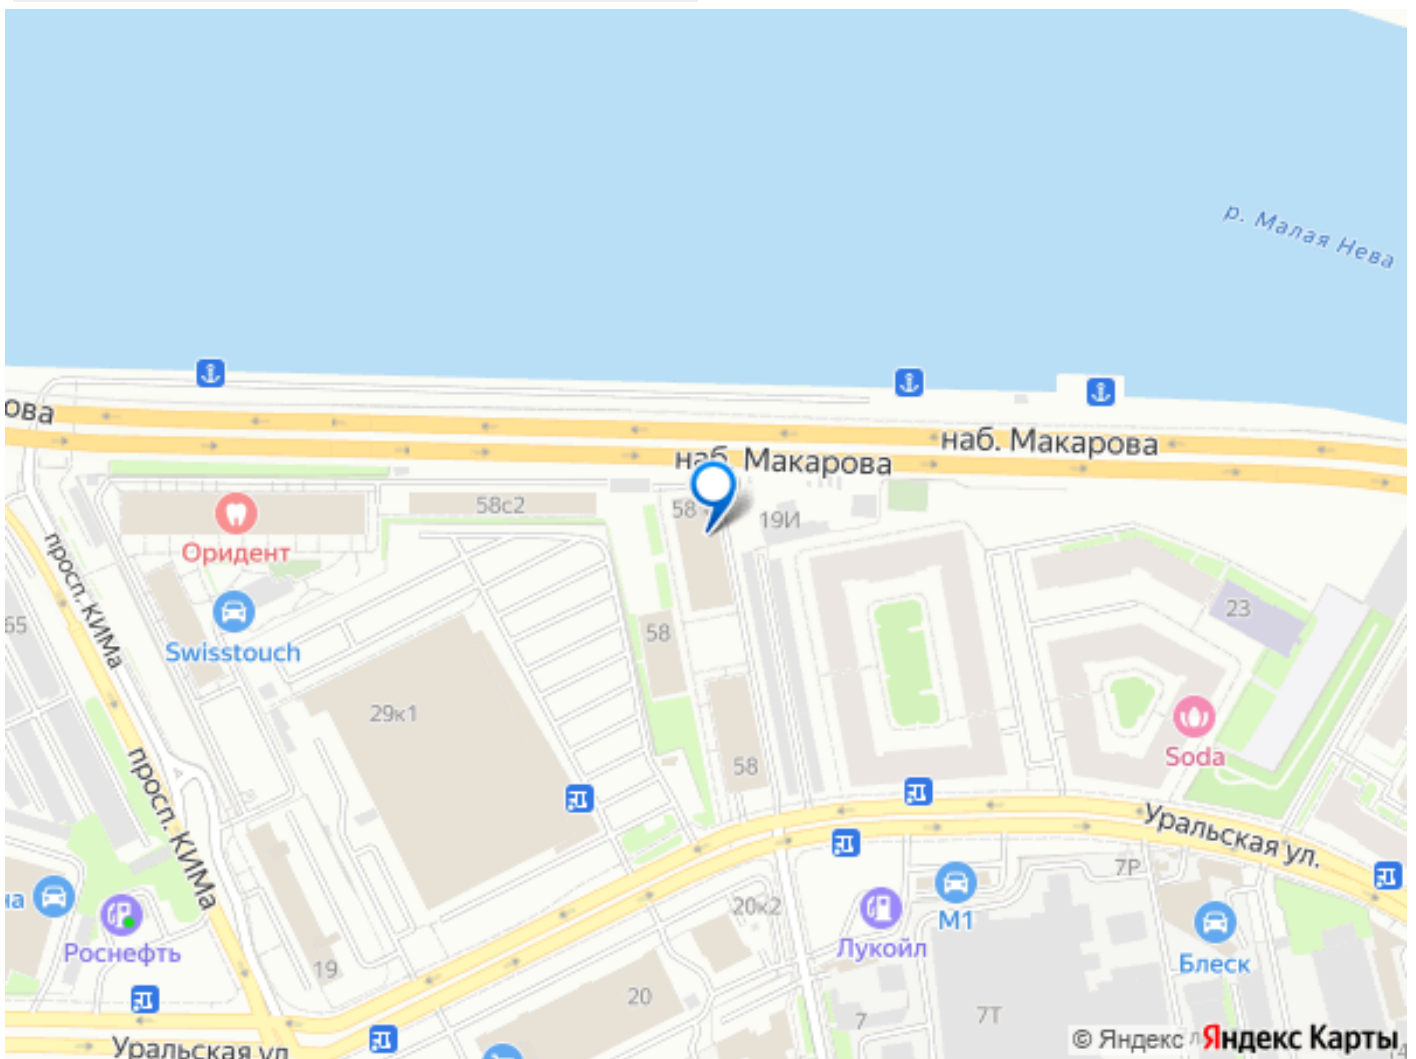 р. Малая Нева
ова
наб. Макарова
наб. Макарова
58с2
58
19И
Оридент
просп. КИМа
65
Swisstouch
58
23
29к1
Soda
58
просп. КИМа
Уральская ул.
7Р
на
М1
20к2
Роснефть
Лукойл
Блеск
19
20
7
7Т
Уральская ул
© Яндекс
Яндекс Карты